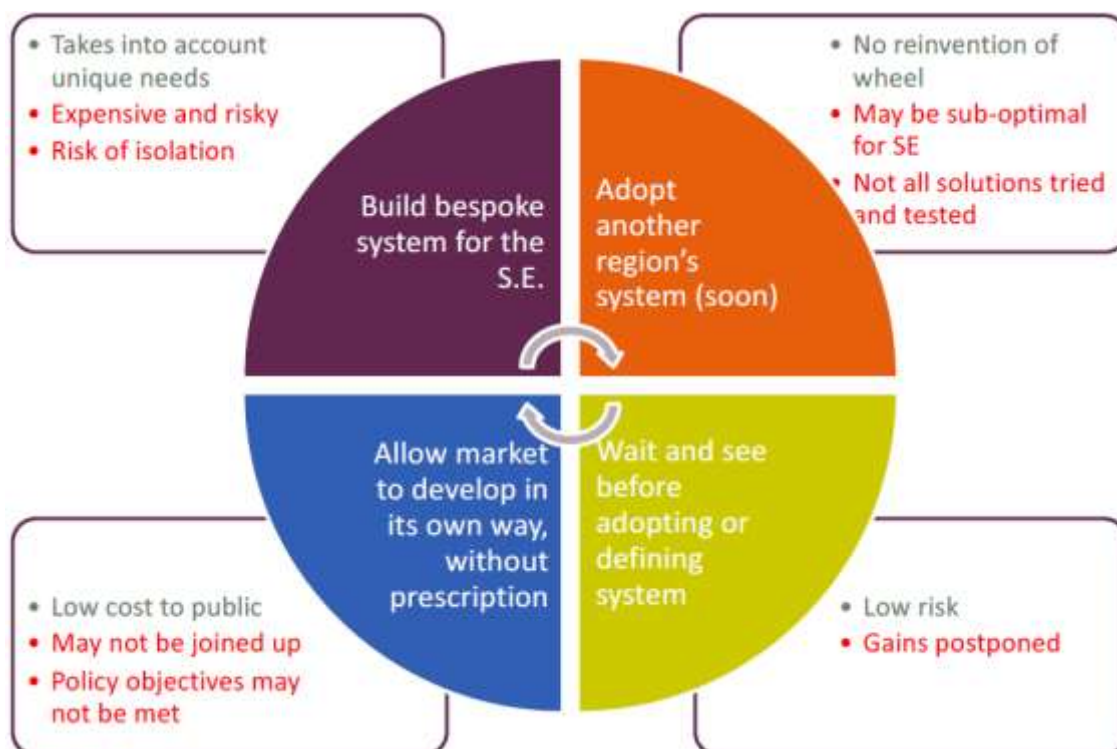 • Takes into account
unique needs
• Expensive and risky
• Risk of isolation
Build bespoke
system for the
S.E.
• No reinvention of
wheel
• May be sub-optimal
for SE
• Not all solutions tried
and tested
Adopt
another
region's
system (soon)
Allow market
to develop in
its own way,
without
prescription
• Low cost to public
• May not be joined up
• Policy objectives may
not be met
Wait and see
before
adopting or
defining
system
• Low risk
• Gains postponed